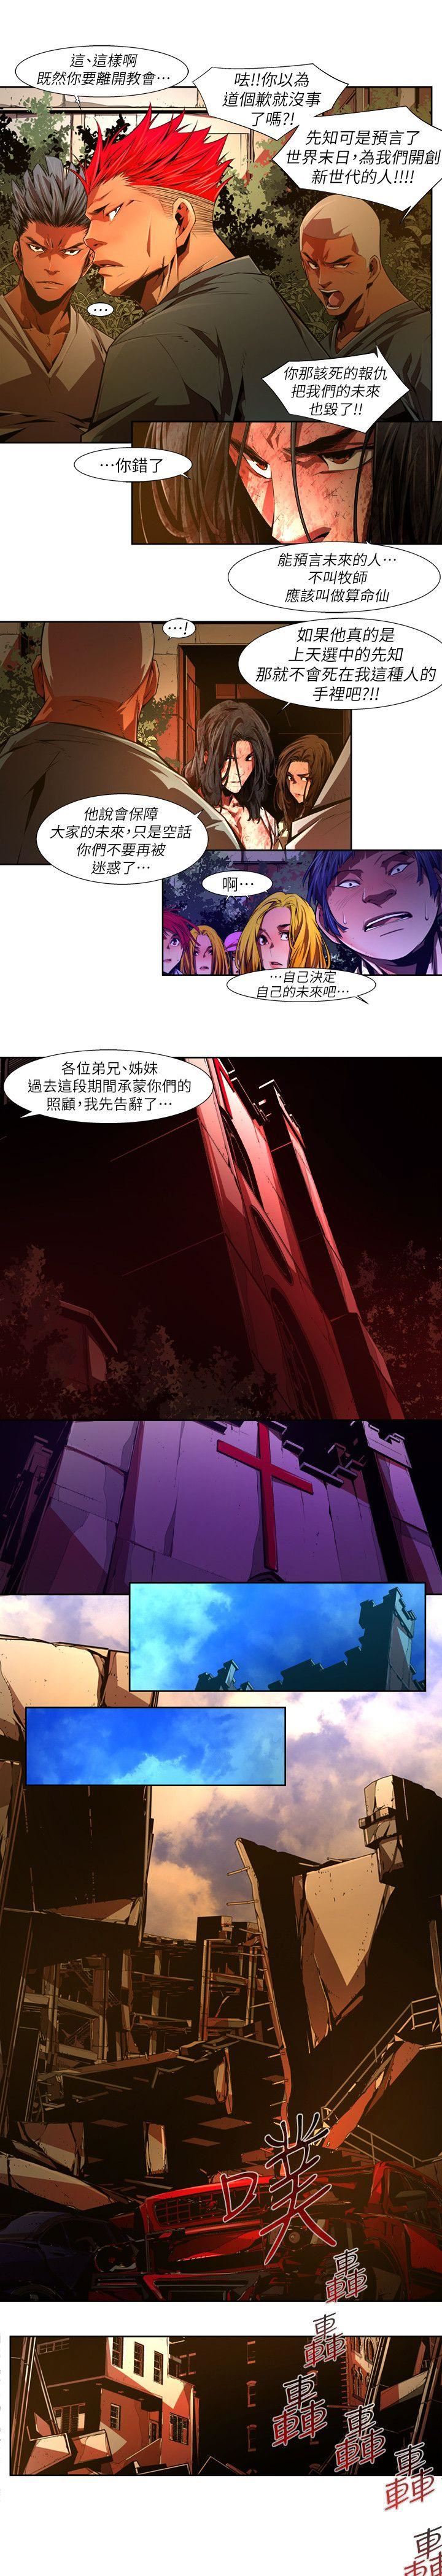 這、這樣啊
既然你要離開教會…
呿!!你以為
道個歉就沒事
了嗎?!
先知可是預言了
世界末日，為我們開創
新世代的人!!!!
…
你那該死的報仇
把我們的未來
也毀了!!
…你錯了
能預言未來的人…
不叫牧師
應該叫做算命仙
…!
如果他真的是
上天選中的先知
那就不會死在我這種人的
手裡吧?!!
他說會保障
大家的未來，只是空話
你們不要再被
迷惑了…
啊…
…自己決定
自己的未來吧…
各位弟兄、姊妹
過去這段期間承蒙你們的
照顧，我先告辭了…
噗
轟
轟
轟
轟
轟
轟